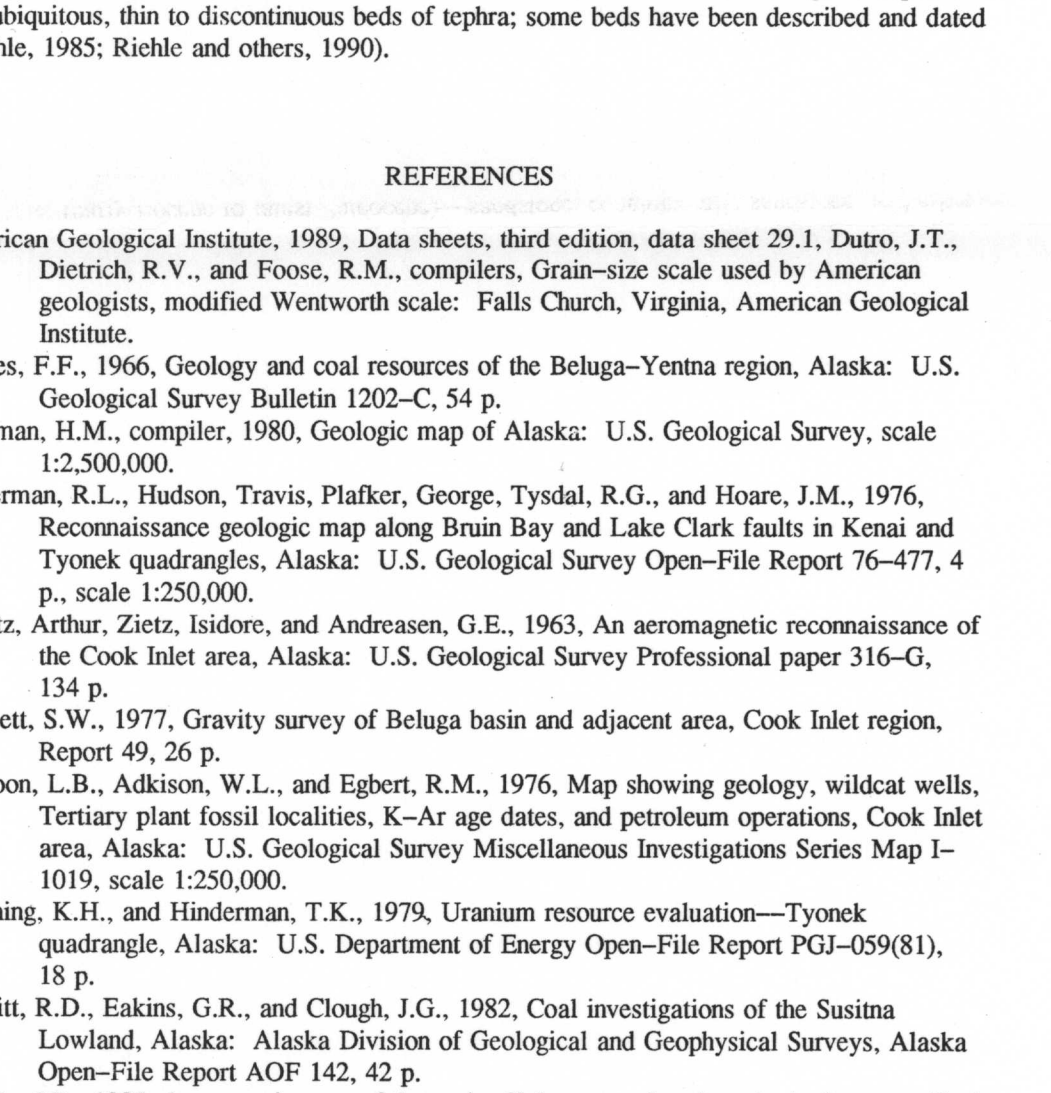 ubiquitous, thin to discontinuous beds of tephra; some beds have been described and dated
hle, 1985; Riehle and others, 1990).
REFERENCES
rican Geological Institute, 1989, Data sheets, third edition, data sheet 29.1, Dutro, J.T.,
Dietrich, R.V., and Foose, R.M., compilers, Grain–size scale used by American
geologists, modified Wentworth scale: Falls Church, Virginia, American Geological
Institute.
es, F.F., 1966, Geology and coal resources of the Beluga–Yentna region, Alaska: U.S.
Geological Survey Bulletin 1202–C, 54 p.
man, H.M., compiler, 1980, Geologic map of Alaska: U.S. Geological Survey, scale
1:2,500,000.
rman, R.L., Hudson, Travis, Plafker, George, Tysdal, R.G., and Hoare, J.M., 1976,
Reconnaissance geologic map along Bruin Bay and Lake Clark faults in Kenai and
Tyonek quadrangles, Alaska: U.S. Geological Survey Open–File Report 76–477, 4
p., scale 1:250,000.
tz, Arthur, Zietz, Isidore, and Andreasen, G.E., 1963, An aeromagnetic reconnaissance of
the Cook Inlet area, Alaska: U.S. Geological Survey Professional paper 316–G,
134 p.
ett, S.W., 1977, Gravity survey of Beluga basin and adjacent area, Cook Inlet region,
Report 49, 26 p.
oon, L.B., Adkison, W.L., and Egbert, R.M., 1976, Map showing geology, wildcat wells,
Tertiary plant fossil localities, K–Ar age dates, and petroleum operations, Cook Inlet
area, Alaska: U.S. Geological Survey Miscellaneous Investigations Series Map I–
1019, scale 1:250,000.
ning, K.H., and Hinderman, T.K., 1979, Uranium resource evaluation––Tyonek
quadrangle, Alaska: U.S. Department of Energy Open–File Report PGJ–059(81),
18 p.
itt, R.D., Eakins, G.R., and Clough, J.G., 1982, Coal investigations of the Susitna
Lowland, Alaska: Alaska Division of Geological and Geophysical Surveys, Alaska
Open–File Report AOF 142, 42 p.